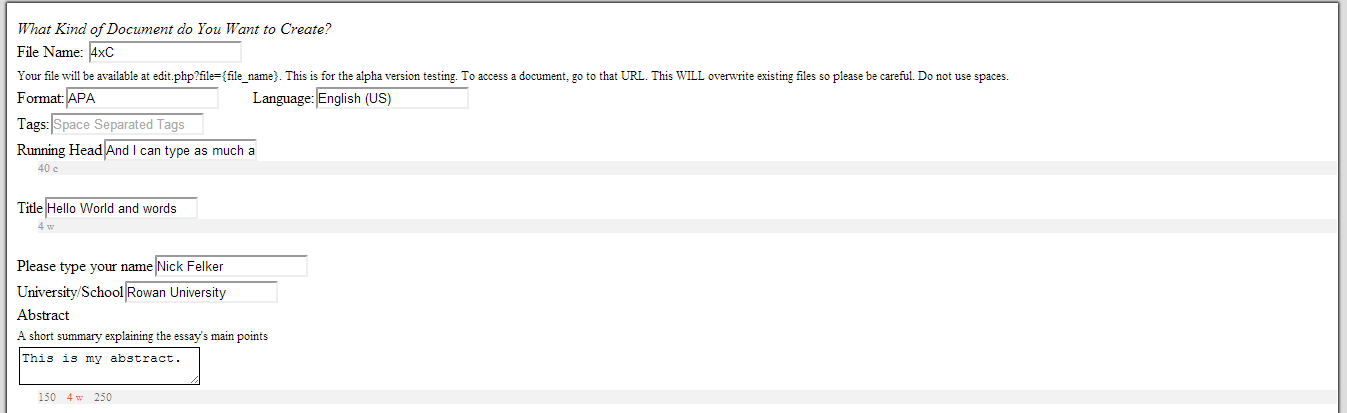 What Kind of Document do You Want to Create?
File Name: 4xC
Your file will be available at edit.php?file={file_name}. This is for the alpha version testing. To access a document, go to that URL. This WILL overwrite existing files so please be careful. Do not use spaces.
Format: APA Language: English (US)
Tags: Space Separated Tags
Running Head And I can type as much a
40 c
Title Hello World and words
4 w
Please type your name Nick Felker
University/School Rowan University
Abstract
A short summary explaining the essay's main points
This is my abstract.
150 4 w 250